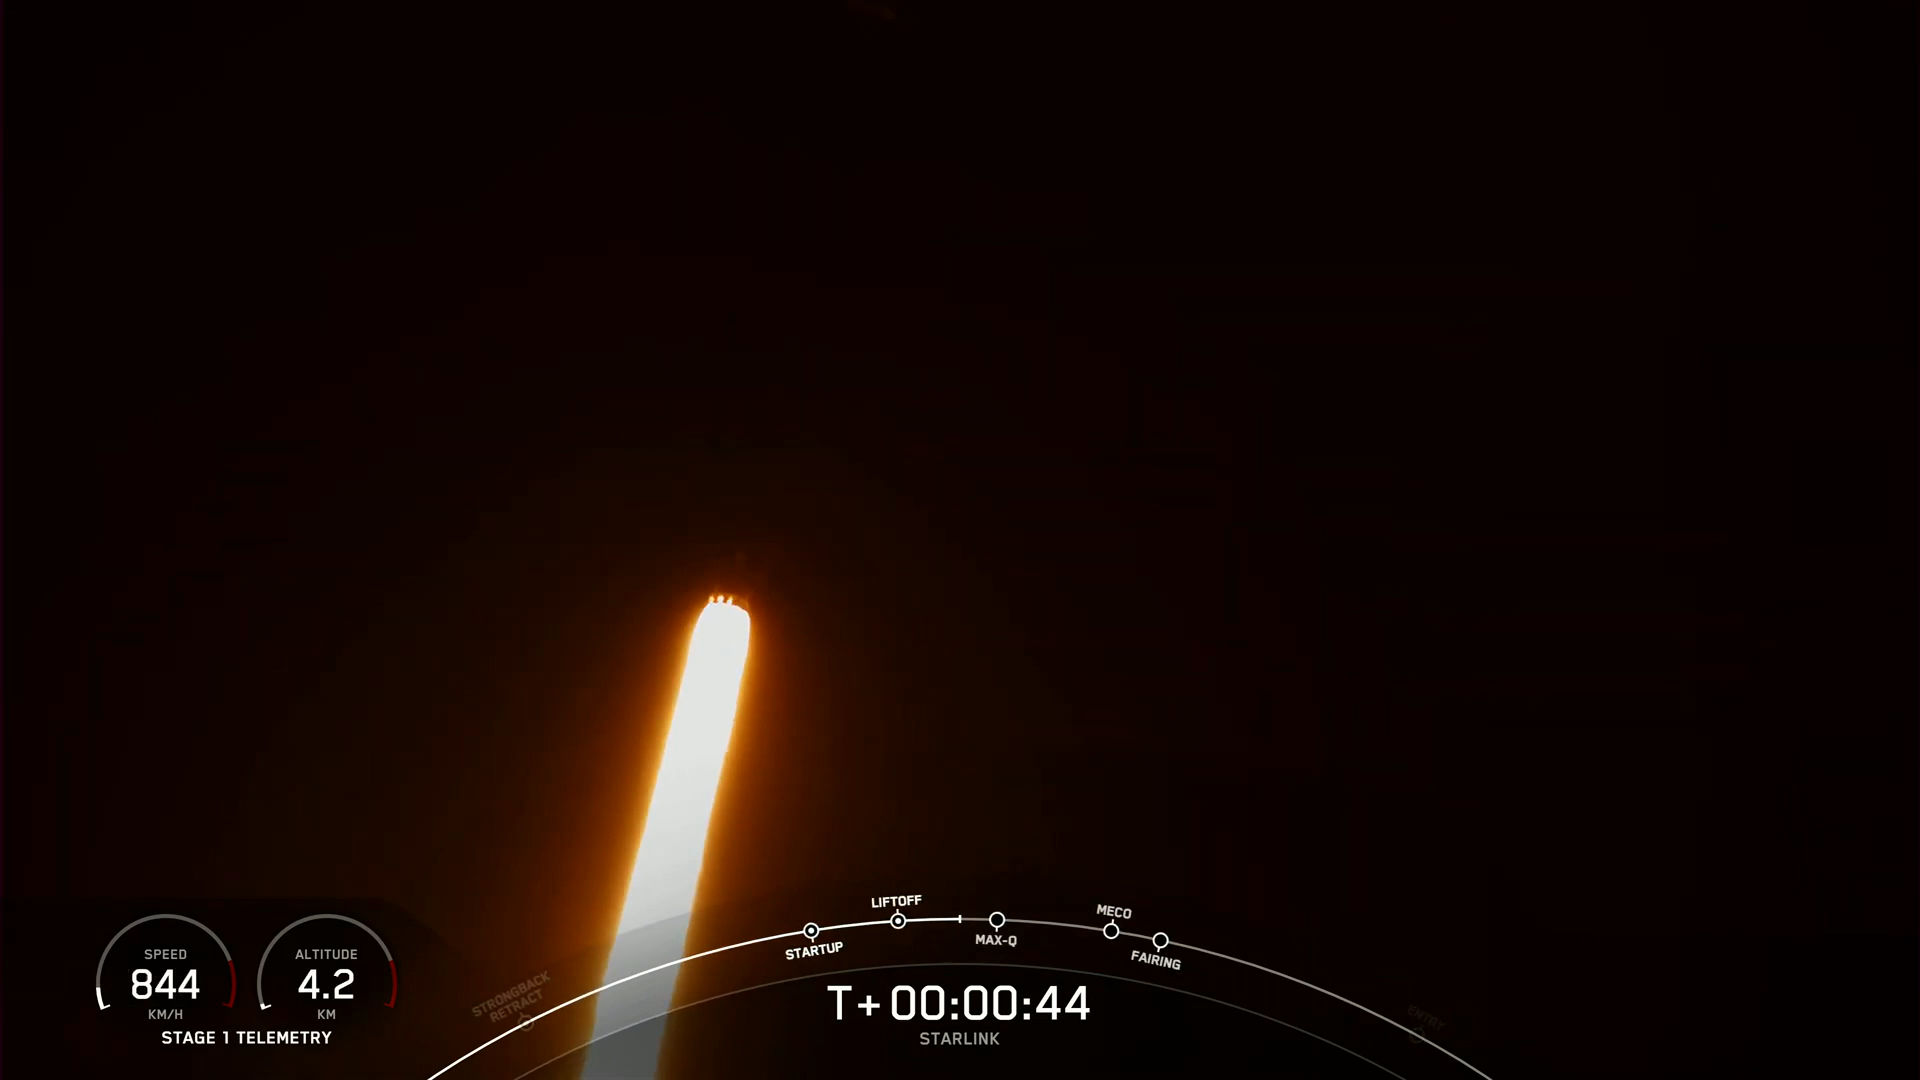 SPEED
844
KM/H
ALTITUDE
4.2
KM
STAGE 1 TELEMETRY
STRONGBACK
RETRACT
STARTUP
LIFTOFF
MAX-Q
MECO
FAIRING
ENTRY
T+00:00:44
STARLINK